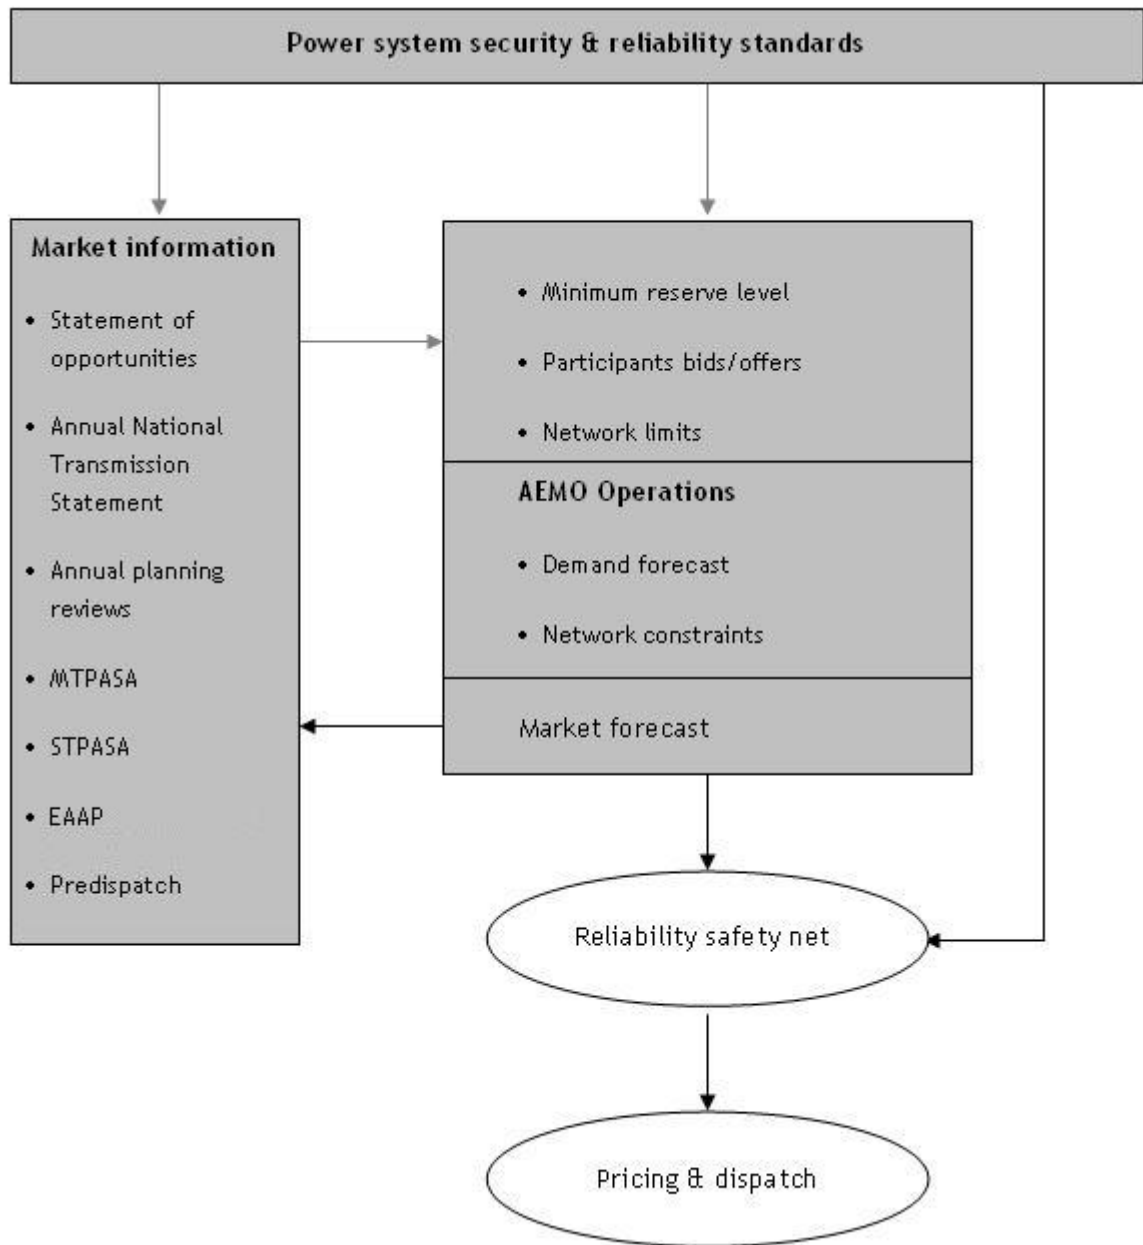 Power system security & reliability standards
Market information
• Statement of
opportunities
• Annual National
Transmission
Statement
• Annual planning
reviews
• MTPASA
• STPASA
• EAAP
• Predispatch
• Minimum reserve level
• Participants bids/offers
• Network limits
AEMO Operations
• Demand forecast
• Network constraints
Market forecast
Reliability safety net
Pricing & dispatch